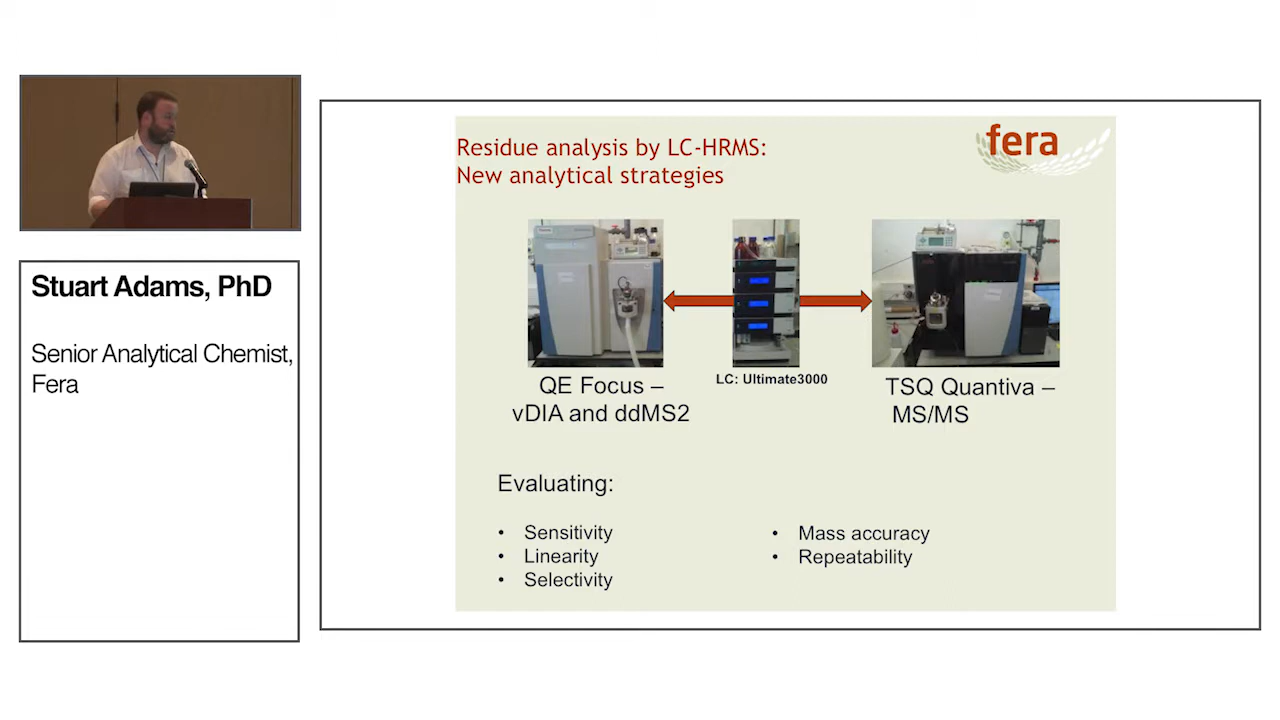 Stuart Adams, PhD
Senior Analytical Chemist,
Fera
Residue analysis by LC-HRMS:
New analytical strategies
fera
QE Focus –
vDIA and ddMS2
LC: Ultimate3000
TSQ Quantiva –
MS/MS
Evaluating:
• Sensitivity
• Linearity
• Selectivity
• Mass accuracy
• Repeatability